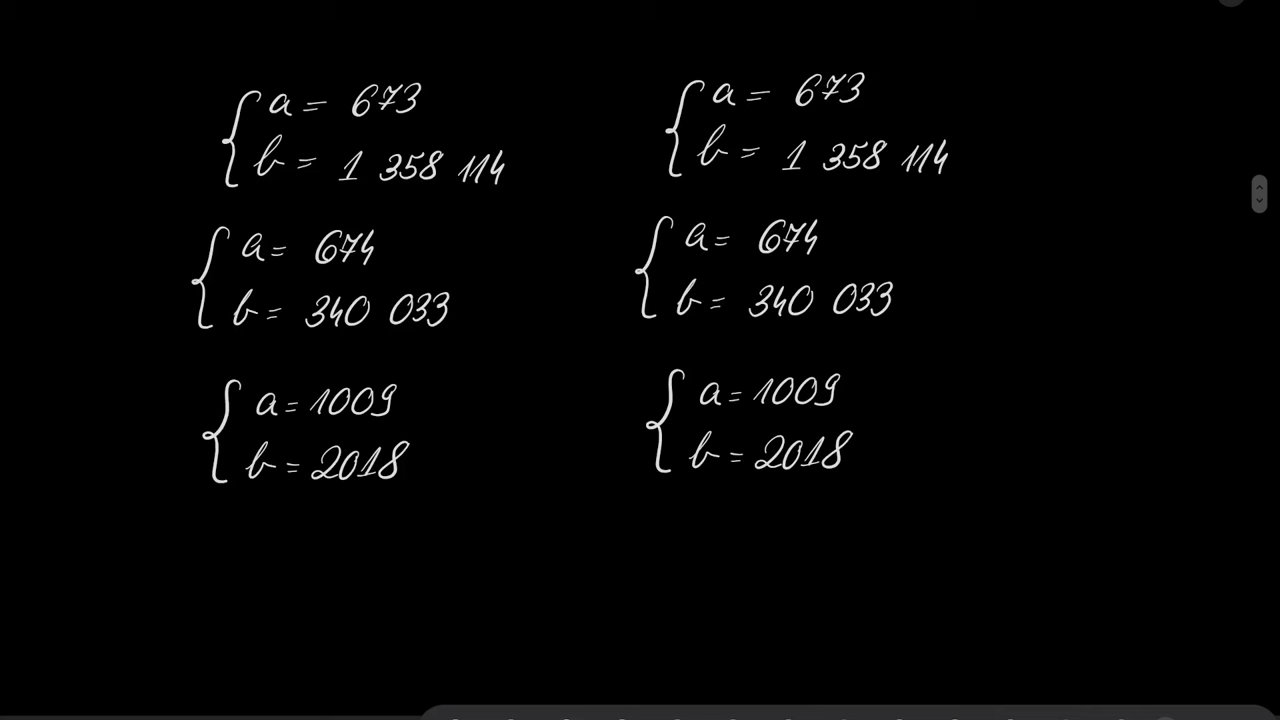 a = 673
b = 1 358 114
a = 674
b = 340 033
a = 1009
b = 2018
a = 673
b = 1 358 114
a = 674
b = 340 033
a = 1009
b = 2018